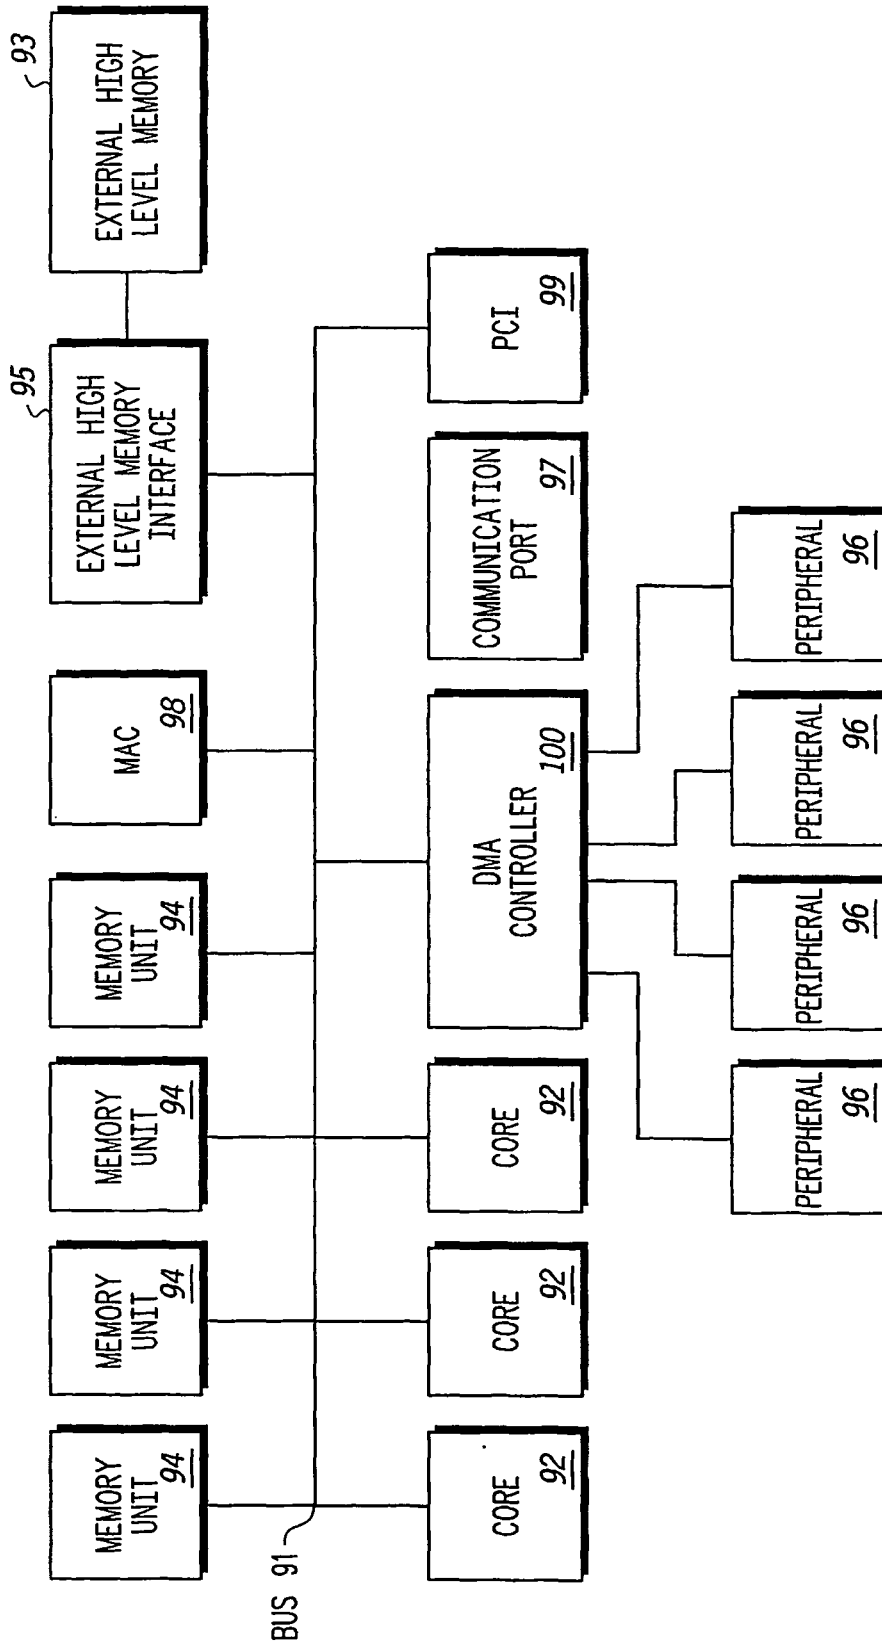 MEMORY
UNIT
94
MEMORY
UNIT
94
MEMORY
UNIT
94
MEMORY
UNIT
94
MAC
98
95
EXTERNAL HIGH
LEVEL MEMORY
INTERFACE
93
EXTERNAL HIGH
LEVEL MEMORY
BUS 91
CORE
92
CORE
92
CORE
92
DMA
CONTROLLER
100
COMMUNICATION
PORT
97
PCI
99
PERIPHERAL
96
PERIPHERAL
96
PERIPHERAL
96
PERIPHERAL
96